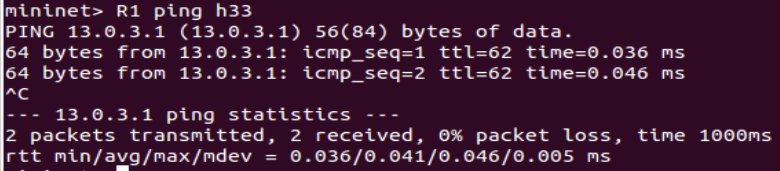 mininet> R1 ping h33
PING 13.0.3.1 (13.0.3.1) 56(84) bytes of data.
64 bytes from 13.0.3.1: icmp_seq=1 ttl=62 time=0.036 ms
64 bytes from 13.0.3.1: icmp_seq=2 ttl=62 time=0.046 ms
^C
--- 13.0.3.1 ping statistics ---
2 packets transmitted, 2 received, 0% packet loss, time 1000ms
rtt min/avg/max/mdev = 0.036/0.041/0.046/0.005 ms